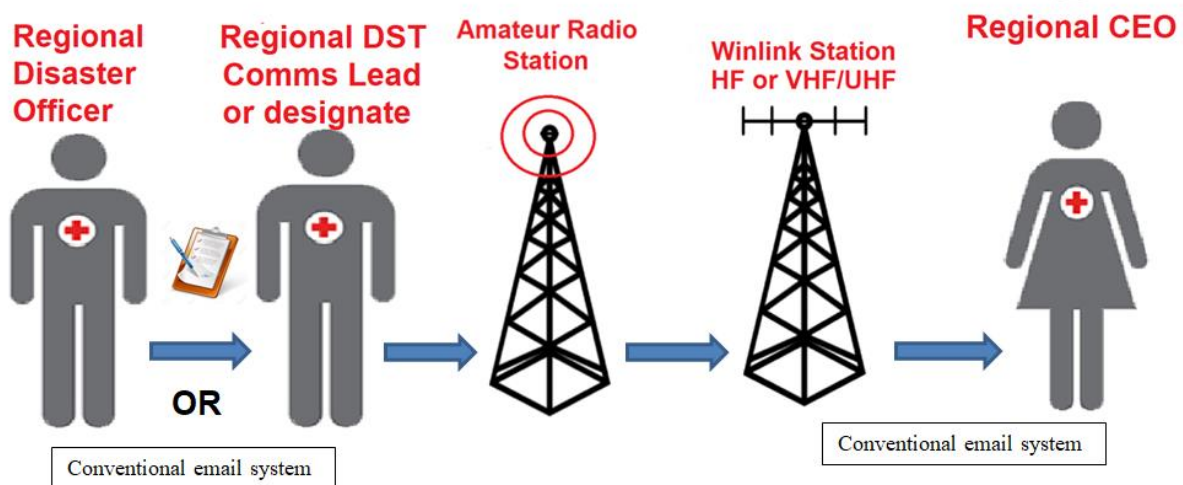 Regional
Disaster
Officer
Regional DST
Comms Lead
or designate
Amateur Radio
Station
Winlink Station
HF or VHF/UHF
Regional CEO
OR
Conventional email system
Conventional email system